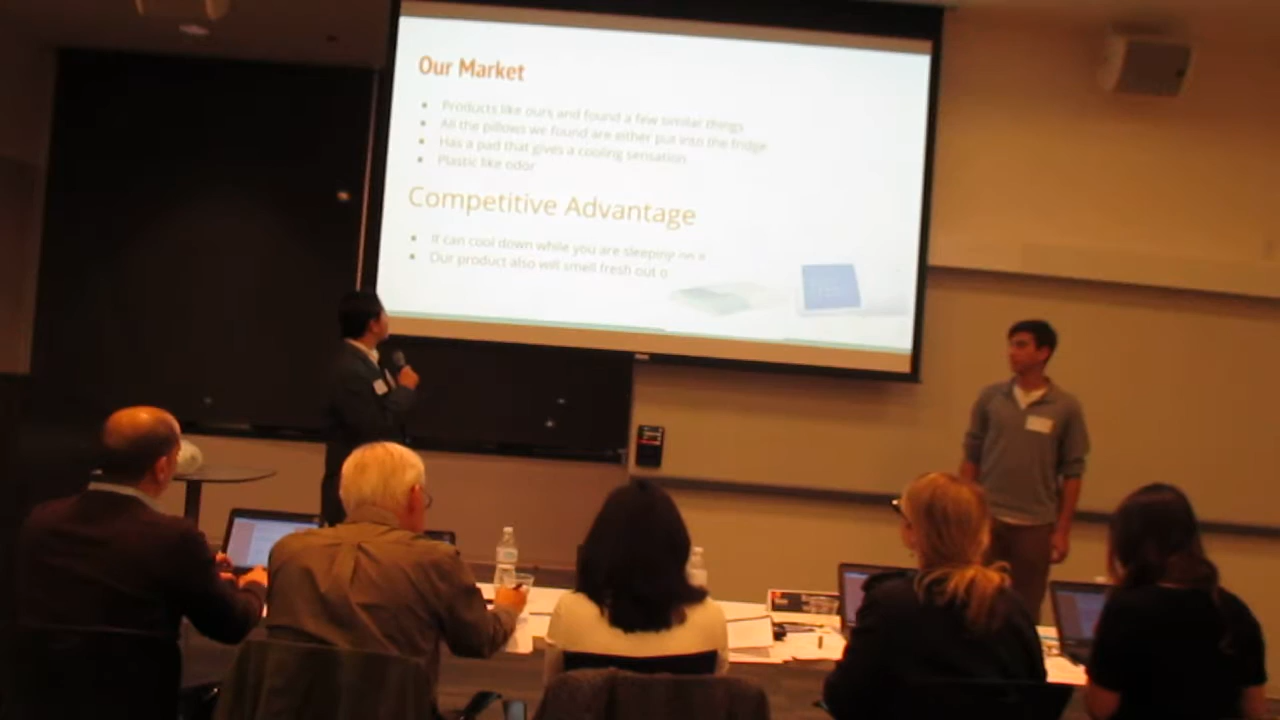 Our Market
• Products like ours and found a few similar things
• All the pillows we found are either put into the fridge
• Has a pad that gives a cooling sensation
• Plastic like odor
Competitive Advantage
• If can cool down while you are sleeping on
• Our product also will smell fresh out